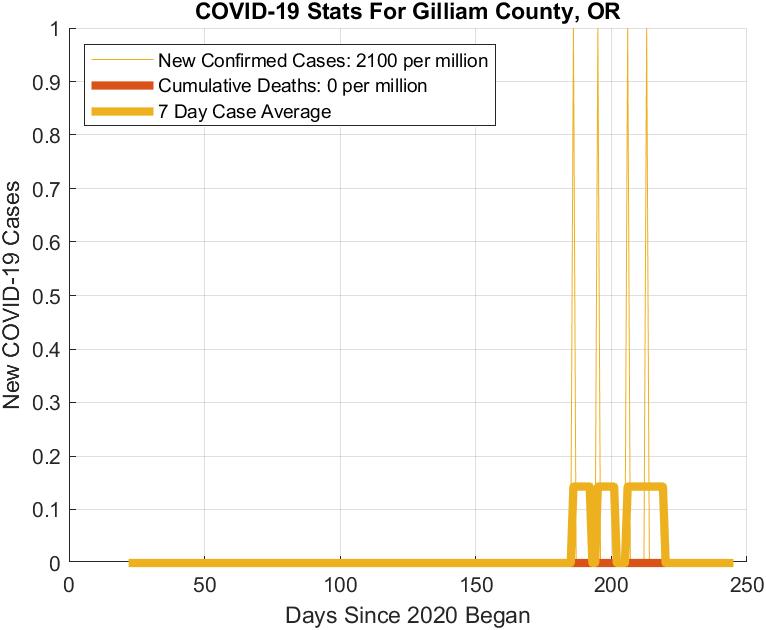 COVID-19 Stats For Gilliam County, OR
New Confirmed Cases: 2100 per million
Cumulative Deaths: 0 per million
7 Day Case Average
New COVID-19 Cases
1
0.9
0.8
0.7
0.6
0.5
0.4
0.3
0.2
0.1
0
0 50 100 150 200 250
Days Since 2020 Began